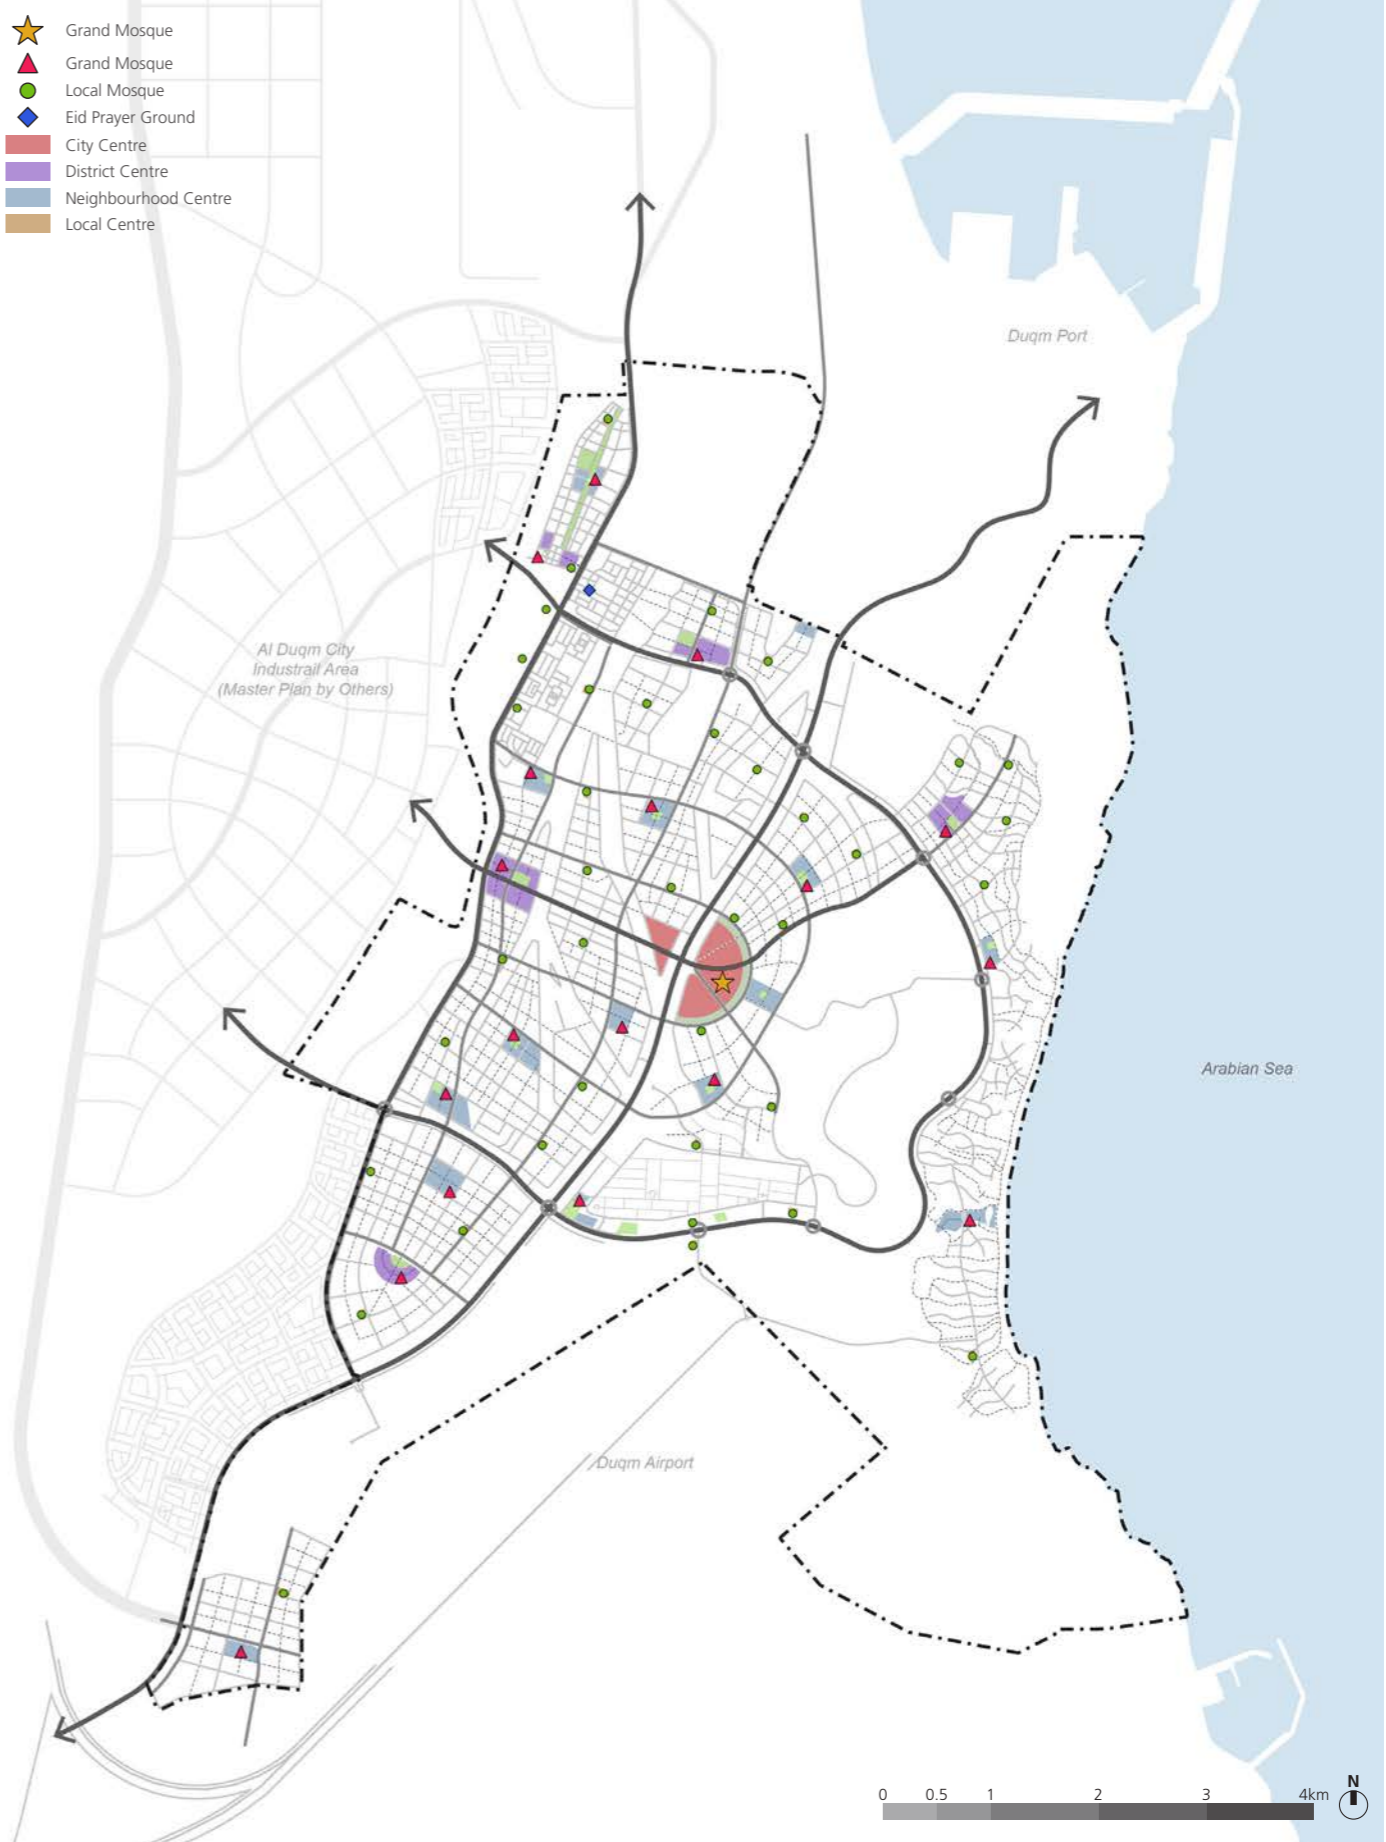 Grand Mosque
Grand Mosque
Local Mosque
Eid Prayer Ground
City Centre
District Centre
Neighbourhood Centre
Local Centre
Duqm Port
Al Duqm City
Industrail Area
(Master Plan by Others)
Arabian Sea
Duqm Airport
0 0.5 1 2 3 4km
N